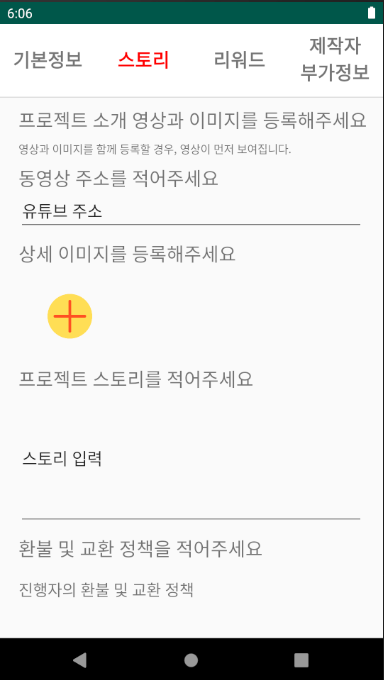 6:06
기본정보 스토리 리워드 제작자
부가정보
프로젝트 소개 영상과 이미지를 등록해주세요
영상과 이미지를 함께 등록할 경우, 영상이 먼저 보여집니다.
동영상 주소를 적어주세요
유튜브 주소
상세 이미지를 등록해주세요
프로젝트 스토리를 적어주세요
스토리 입력
환불 및 교환 정책을 적어주세요
진행자의 환불 및 교환 정책